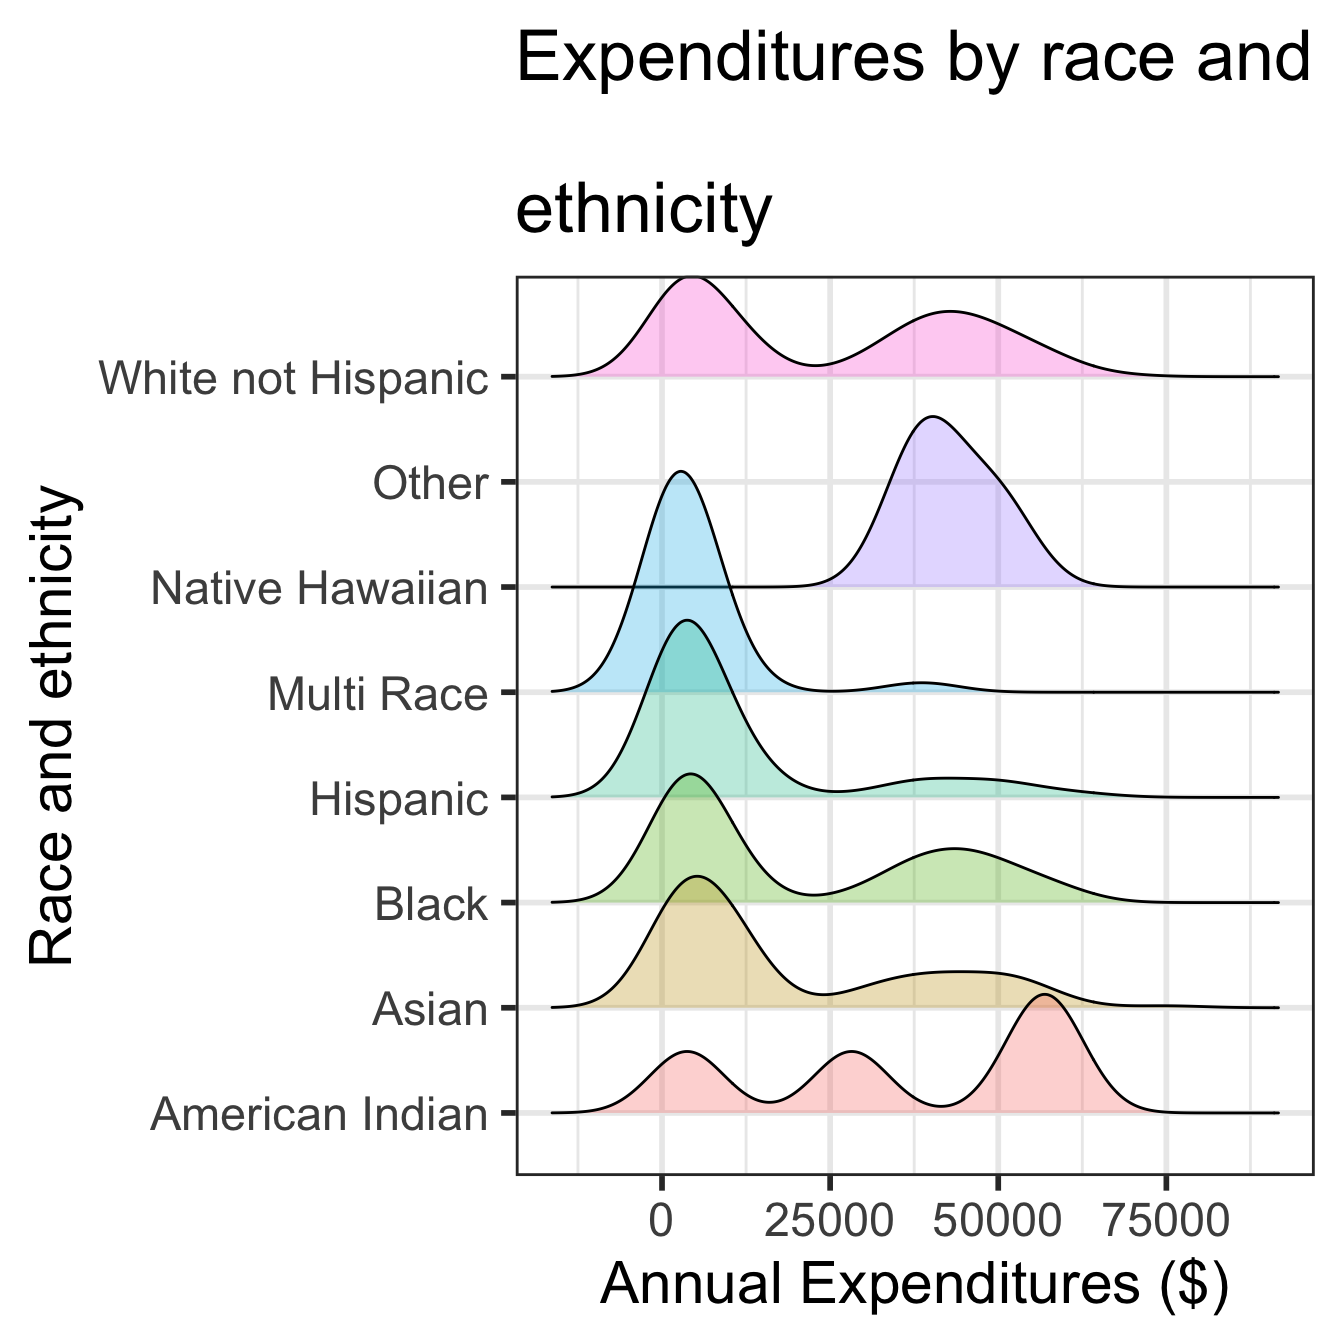 Expenditures by race and
ethnicity
Race and ethnicity
White not Hispanic
Other
Native Hawaiian
Multi Race
Hispanic
Black
Asian
American Indian
0 25000 50000 75000
Annual Expenditures ($)